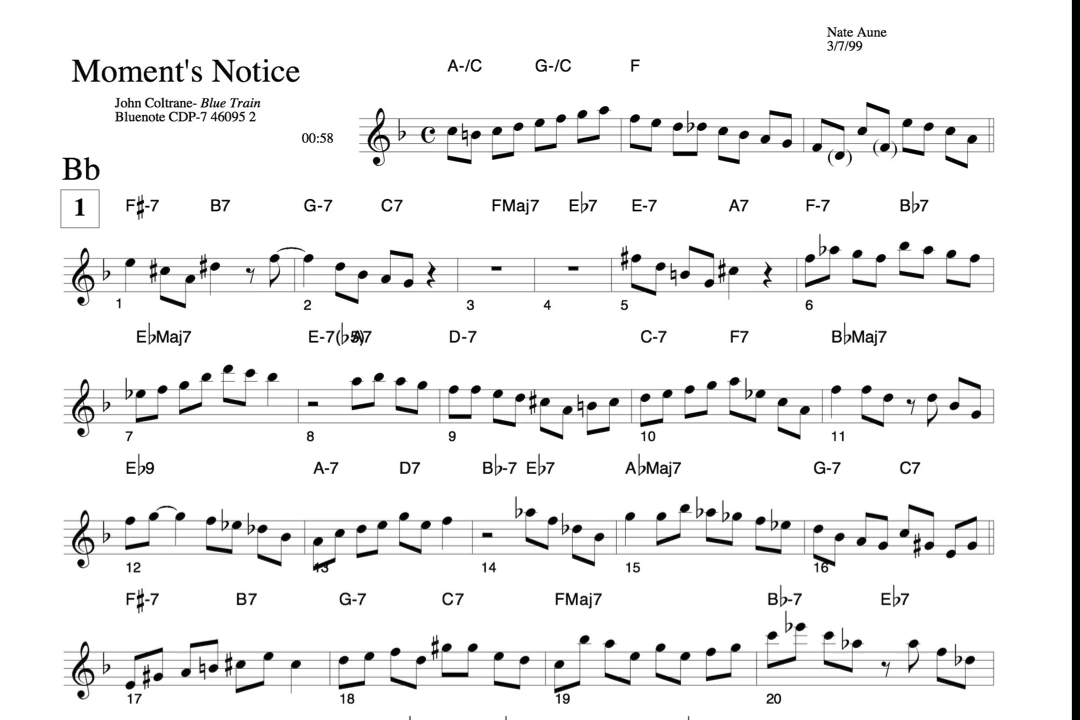 Nate Aune
3/7/99
Moment's Notice
John Coltrane- Blue Train
Bluenote CDP-7 46095 2
A-/C G-/C F
00:58
Bb
1
F♯-7 B7 G-7 C7 FMaj7 E♭7 E-7 A7 F-7 B♭7
1 2 3 4 5 6
E♭Maj7 E-7(♭5) A7 D-7 C-7 F7 B♭Maj7
7 8 9 10 11
E♭9 A-7 D7 B♭-7 E♭7 A♭Maj7 G-7 C7
12 13 14 15 16
F♯-7 B7 G-7 C7 FMaj7 B♭-7 E♭7
17 18 19 20